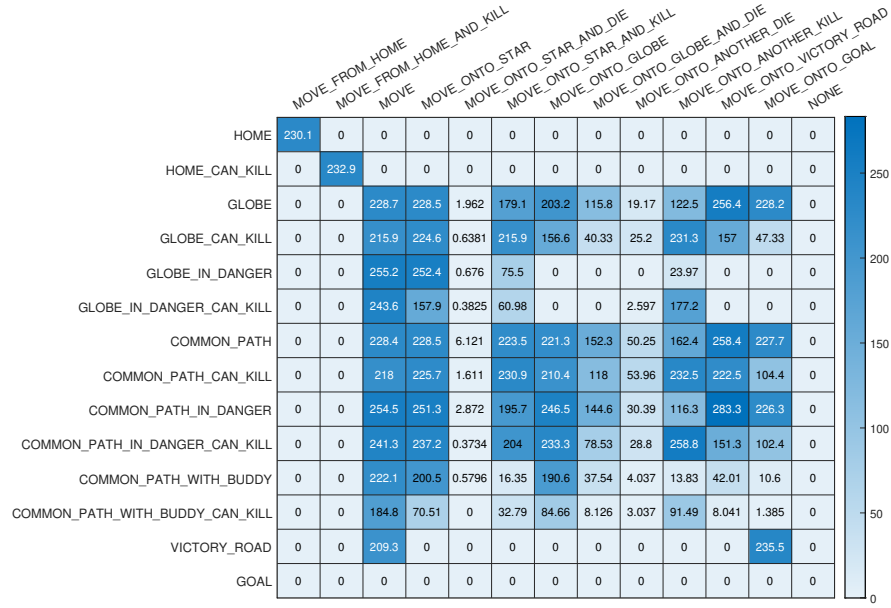 MOVE_FROM_HOME
MOVE_FROM_HOME_AND_KILL
MOVE
MOVE_ONTO_STAR
MOVE_ONTO_STAR_AND_DIE
MOVE_ONTO_STAR_AND_KILL
MOVE_ONTO_GLOBE
MOVE_ONTO_GLOBE_AND_DIE
MOVE_ONTO_ANOTHER_DIE
MOVE_ONTO_ANOTHER_KILL
MOVE_ONTO_VICTORY_ROAD
MOVE_ONTO_GOAL
NONE
HOME 230.1 0 0 0 0 0 0 0 0 0 0 0 0
HOME_CAN_KILL 0 232.9 0 0 0 0 0 0 0 0 0 0 0
GLOBE 0 0 228.7 228.5 1.962 179.1 203.2 115.8 19.17 122.5 256.4 228.2 0
GLOBE_CAN_KILL 0 0 215.9 224.6 0.6381 215.9 156.6 40.33 25.2 231.3 157 47.33 0
GLOBE_IN_DANGER 0 0 255.2 252.4 0.676 75.5 0 0 0 23.97 0 0 0
GLOBE_IN_DANGER_CAN_KILL 0 0 243.6 157.9 0.3825 60.98 0 0 2.597 177.2 0 0 0
COMMON_PATH 0 0 228.4 228.5 6.121 223.5 221.3 152.3 50.25 162.4 258.4 227.7 0
COMMON_PATH_CAN_KILL 0 0 218 225.7 1.611 230.9 210.4 118 53.96 232.5 222.5 104.4 0
COMMON_PATH_IN_DANGER 0 0 254.5 251.3 2.872 195.7 246.5 144.6 30.39 116.3 283.3 226.3 0
COMMON_PATH_IN_DANGER_CAN_KILL 0 0 241.3 237.2 0.3734 204 233.3 78.53 28.8 258.8 151.3 102.4 0
COMMON_PATH_WITH_BUDDY 0 0 222.1 200.5 0.5796 16.35 190.6 37.54 4.037 13.83 42.01 10.6 0
COMMON_PATH_WITH_BUDDY_CAN_KILL 0 0 184.8 70.51 0 32.79 84.66 8.126 3.037 91.49 8.041 1.385 0
VICTORY_ROAD 0 0 209.3 0 0 0 0 0 0 0 0 235.5 0
GOAL 0 0 0 0 0 0 0 0 0 0 0 0 0
250
200
150
100
50
0